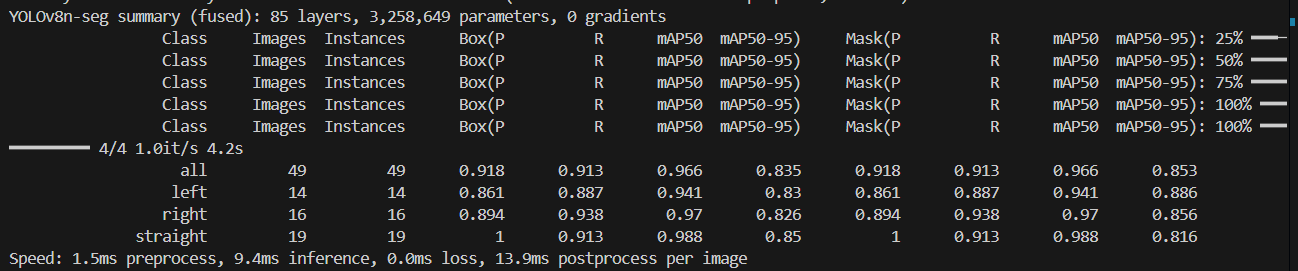 YOLOv8n-seg summary (fused): 85 layers, 3,258,649 parameters, 0 gradients
Class Images Instances Box(P R mAP50 mAP50-95) Mask(P R mAP50 mAP50-95): 25%
Class Images Instances Box(P R mAP50 mAP50-95) Mask(P R mAP50 mAP50-95): 50%
Class Images Instances Box(P R mAP50 mAP50-95) Mask(P R mAP50 mAP50-95): 75%
Class Images Instances Box(P R mAP50 mAP50-95) Mask(P R mAP50 mAP50-95): 100%
Class Images Instances Box(P R mAP50 mAP50-95) Mask(P R mAP50 mAP50-95): 100%
4/4 1.0it/s 4.2s
all 49 49 0.918 0.913 0.966 0.835 0.918 0.913 0.966 0.853
left 14 14 0.861 0.887 0.941 0.83 0.861 0.887 0.941 0.886
right 16 16 0.894 0.938 0.97 0.826 0.894 0.938 0.97 0.856
straight 19 19 1 0.913 0.988 0.85 1 0.913 0.988 0.816
Speed: 1.5ms preprocess, 9.4ms inference, 0.0ms loss, 13.9ms postprocess per image